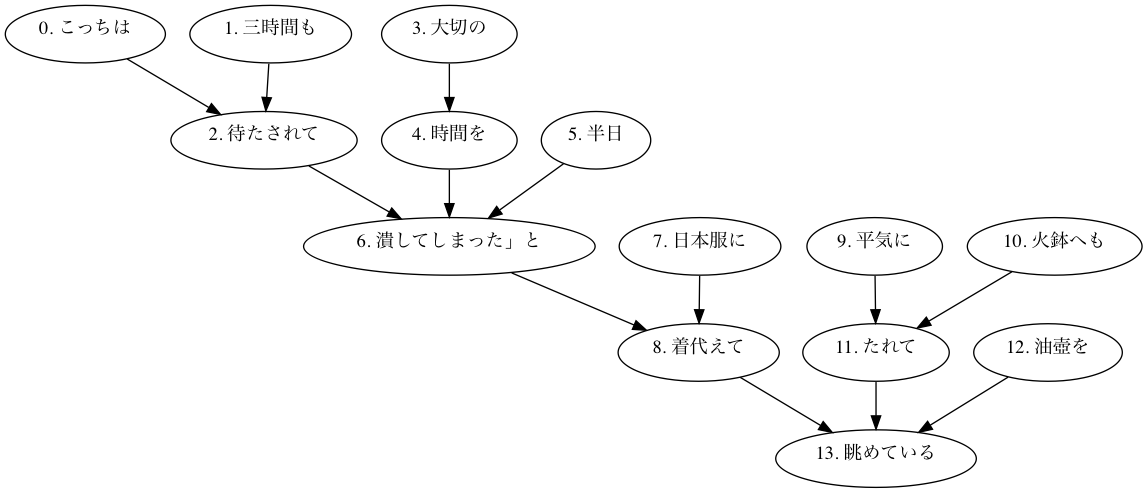 0. こっちは
1. 三時間も
3. 大切の
2. 待たされて
4. 時間を
5. 半日
6. 潰してしまった」と
7. 日本服に
9. 平気に
10. 火鉢へも
8. 着代えて
11. たれて
12. 油壺を
13. 眺めている